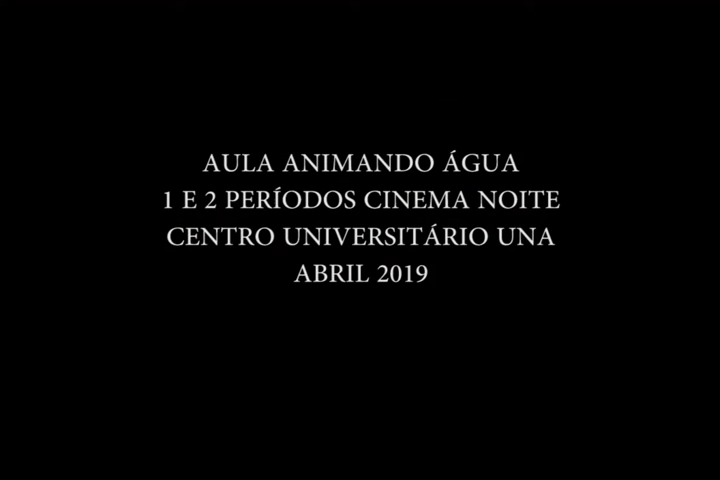 AULA ANIMANDO ÁGUA
1 E 2 PERÍODOS CINEMA NOITE
CENTRO UNIVERSITÁRIO UNA
ABRIL 2019